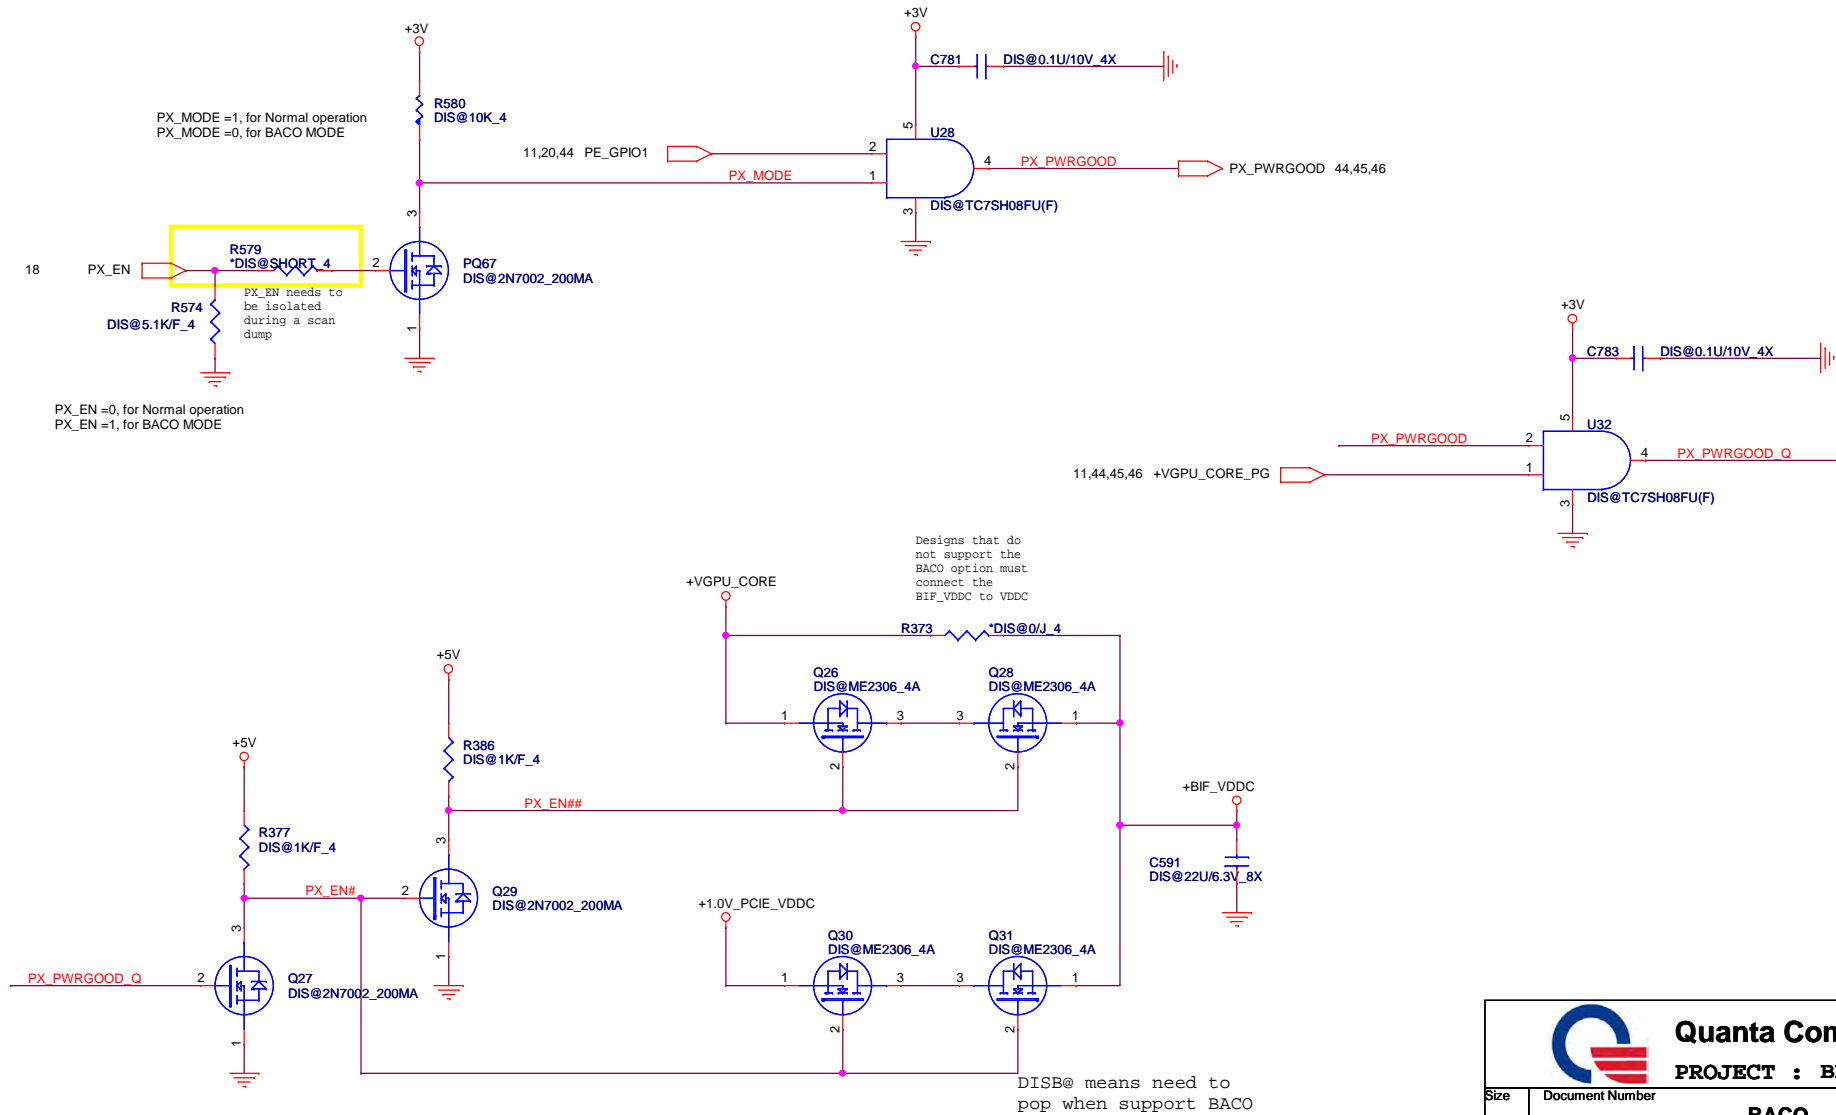 +3V
+3V
C781
DIS@0.1U/10V_4X
R580
DIS@10K_4
PX_MODE =1, for Normal operation
PX_MODE =0, for BACO MODE
5
U28
11,20,44 PE_GPIO1
2
4
PX_PWRGOOD
PX_PWRGOOD 44,45,46
PX_MODE
1
3
DIS@TC7SH08FU(F)
3
R579
*DIS@SHORT_4
18
PX_EN
2
PQ67
DIS@2N7002_200MA
R574
DIS@5.1K/F_4
PX_EN needs to
be isolated
during a scan
dump
1
PX_EN =0, for Normal operation
PX_EN =1, for BACO MODE
+3V
C783
DIS@0.1U/10V_4X
5
U32
PX_PWRGOOD
2
4
PX_PWRGOOD_Q
11,44,45,46 +VGPU_CORE_PG
1
3
DIS@TC7SH08FU(F)
Designs that do
not support the
BACO option must
connect the
BIF_VDDC to VDDC
+VGPU_CORE
R373
*DIS@0/J_4
+5V
Q26
DIS@ME2306_4A
Q28
DIS@ME2306_4A
1
3
3
1
2
2
+5V
R386
DIS@1K/F_4
PX_EN##
+BIF_VDDC
R377
DIS@1K/F_4
3
C591
DIS@22U/6.3V_8X
PX_EN#
2
Q29
DIS@2N7002_200MA
1
+1.0V_PCIE_VDDC
Q30
DIS@ME2306_4A
Q31
DIS@ME2306_4A
1
3
3
1
2
2
3
PX_PWRGOOD_Q
2
Q27
DIS@2N7002_200MA
1
DISB@ means need to
pop when support BACO
Quanta Con
PROJECT : B
Size
Document Number
BACO